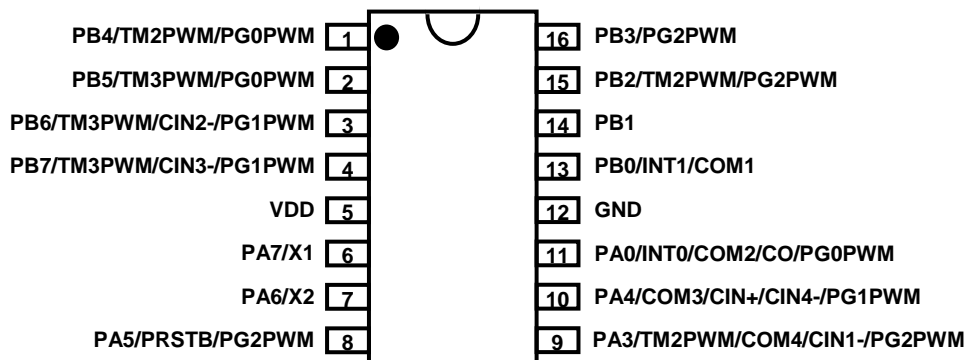 PB4/TM2PWM/PG0PWM 1 16 PB3/PG2PWM
PB5/TM3PWM/PG0PWM 2 15 PB2/TM2PWM/PG2PWM
PB6/TM3PWM/CIN2-/PG1PWM 3 14 PB1
PB7/TM3PWM/CIN3-/PG1PWM 4 13 PB0/INT1/COM1
VDD 5 12 GND
PA7/X1 6 11 PA0/INT0/COM2/CO/PG0PWM
PA6/X2 7 10 PA4/COM3/CIN+/CIN4-/PG1PWM
PA5/PRSTB/PG2PWM 8 9 PA3/TM2PWM/COM4/CIN1-/PG2PWM